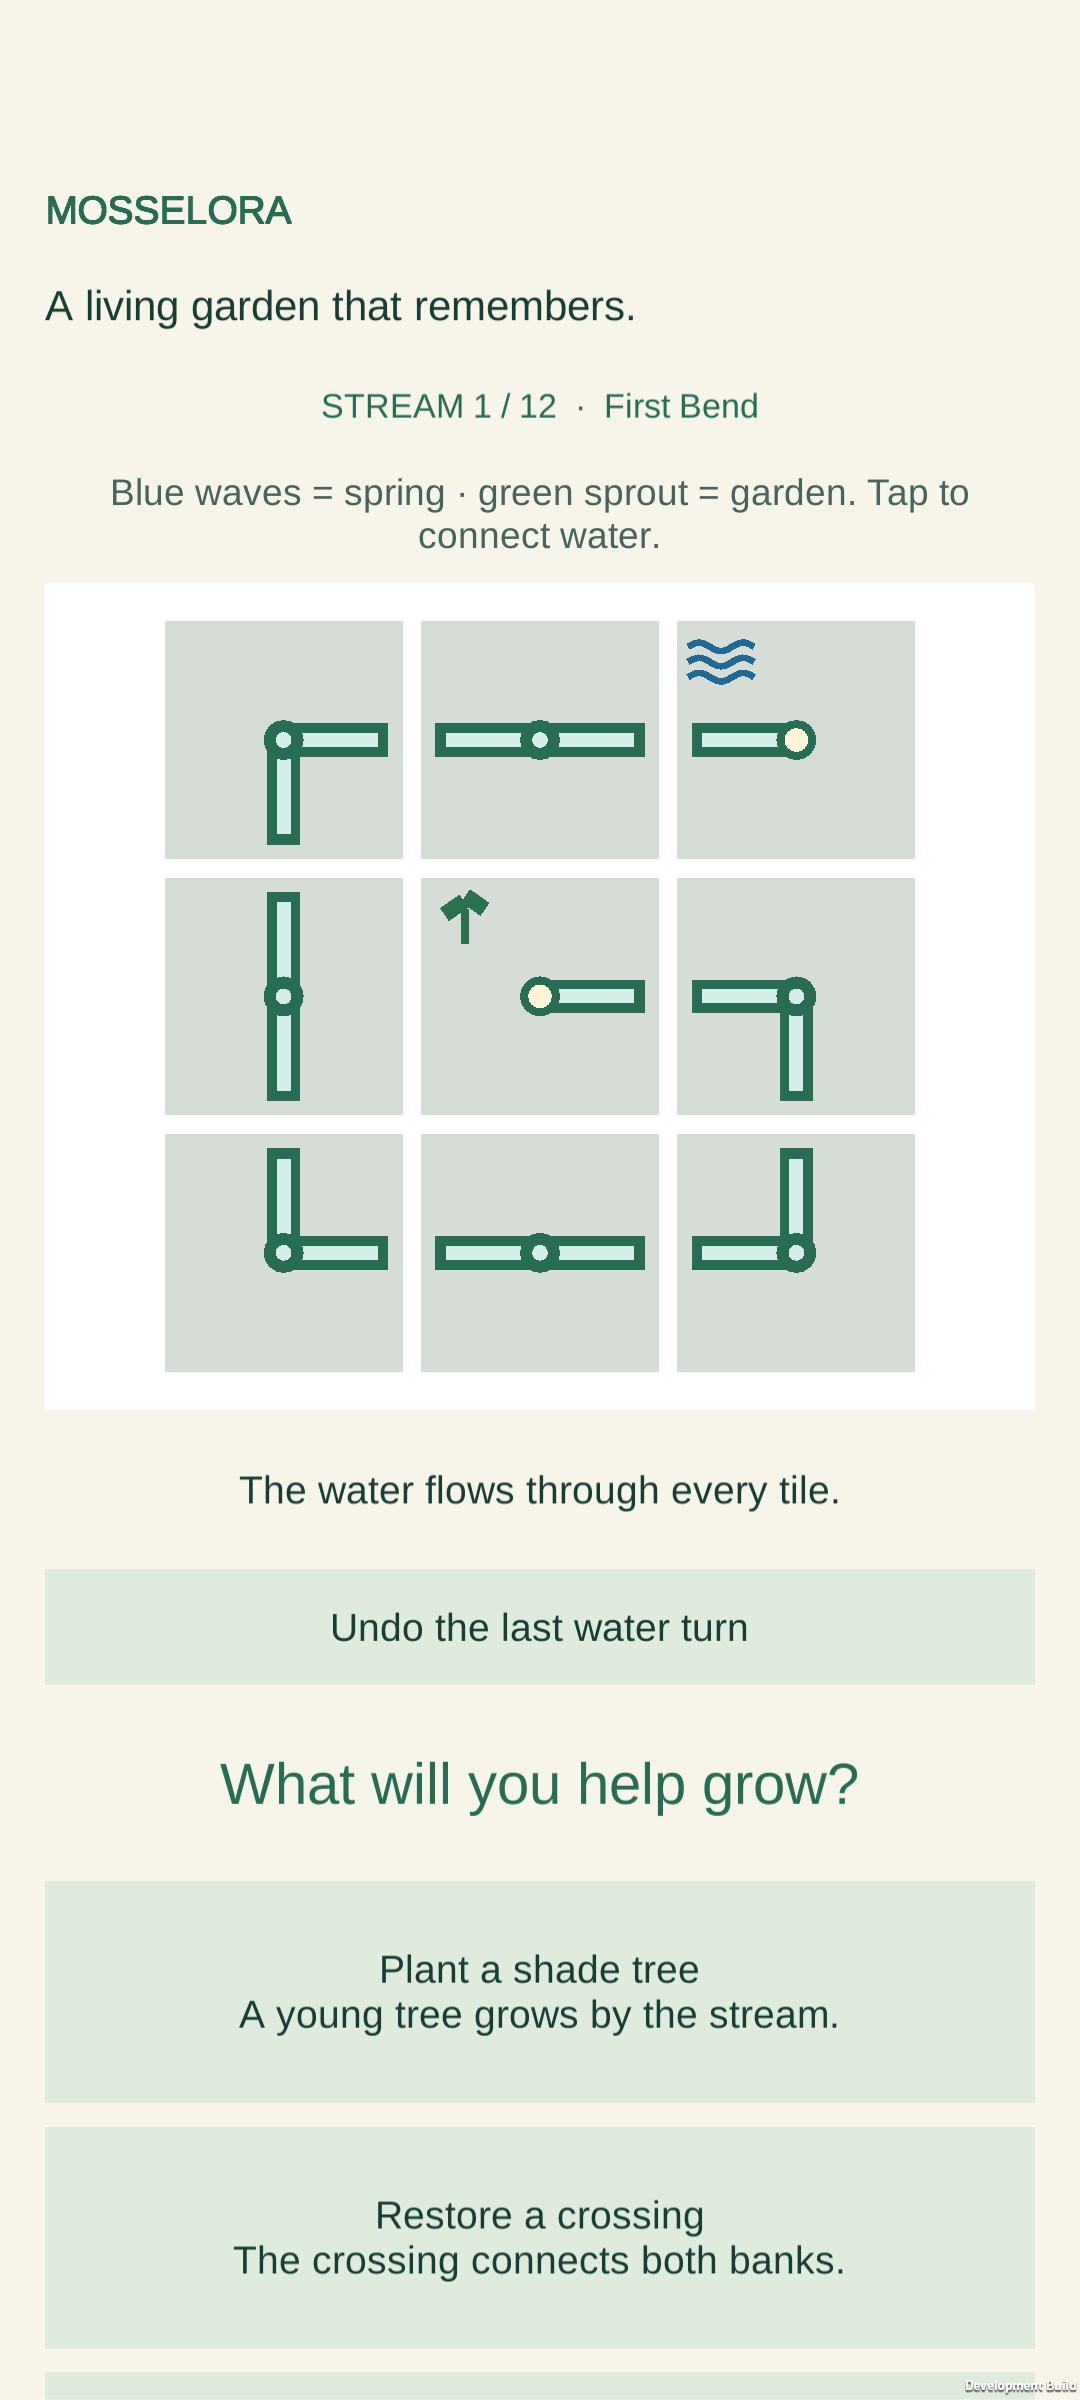 MOSSELORA
A living garden that remembers.
STREAM 1 / 12 · First Bend
Blue waves = spring · green sprout = garden. Tap to
connect water.
The water flows through every tile.
Undo the last water turn
What will you help grow?
Plant a shade tree
A young tree grows by the stream.
Restore a crossing
The crossing connects both banks.
Development Build